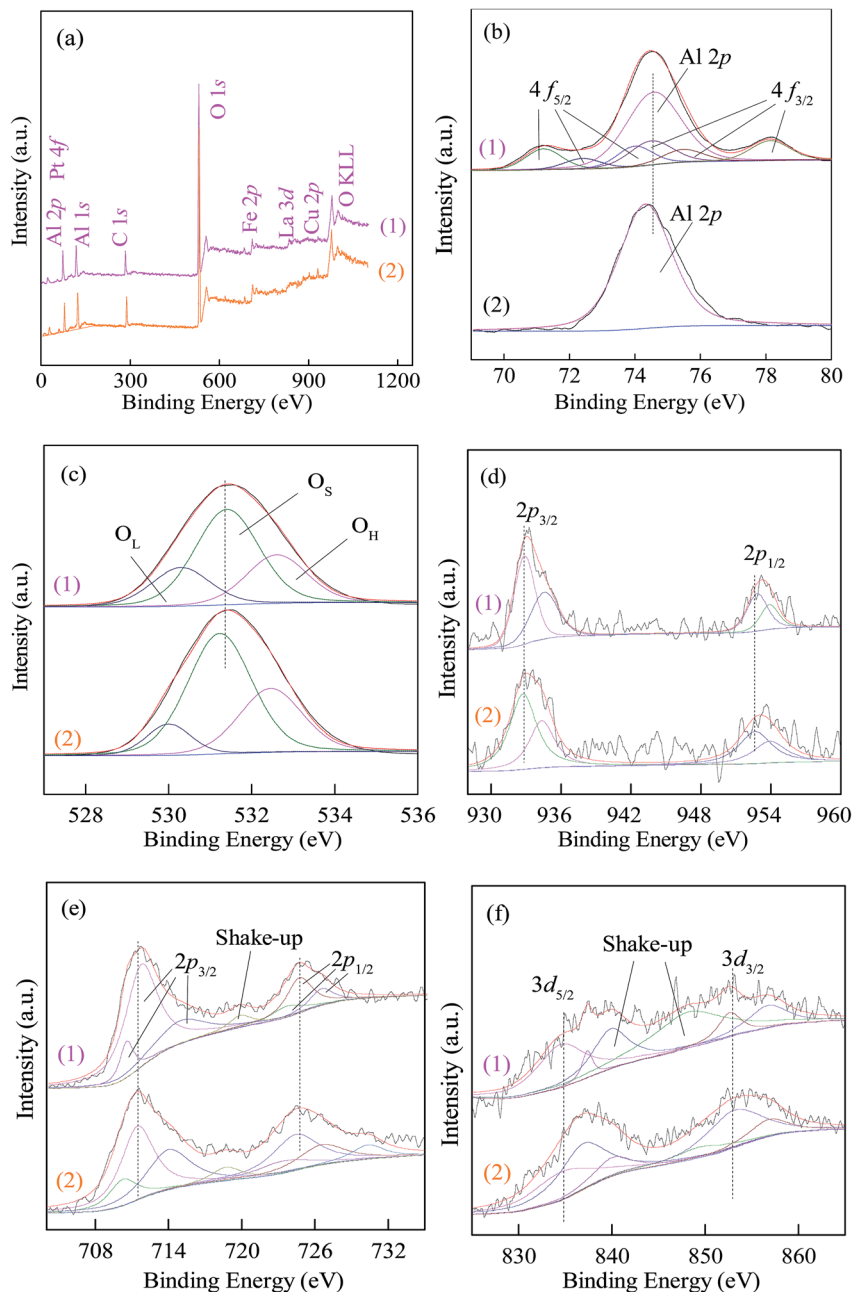 (a)
Intensity (a.u.)
Al 2p
Pt 4f
Al 1s
C 1s
O 1s
Fe 2p
La 3d
Cu 2p
O KLL
(1)
(2)
0 300 600 900 1200
Binding Energy (eV)
(b)
Intensity (a.u.)
Al 2p
4 f5/2
4 f3/2
(1)
Al 2p
(2)
70 72 74 76 78 80
Binding Energy (eV)
(c)
Intensity (a.u.)
OS
OL
OH
(1)
(2)
528 530 532 534 536
Binding Energy (eV)
(d)
Intensity (a.u.)
2p3/2
2p1/2
(1)
(2)
930 936 942 948 954 960
Binding Energy (eV)
(e)
Intensity (a.u.)
Shake-up
2p3/2
2p1/2
(1)
(2)
708 714 720 726 732
Binding Energy (eV)
(f)
Intensity (a.u.)
Shake-up
3d3/2
3d5/2
(1)
(2)
830 840 850 860
Binding Energy (eV)